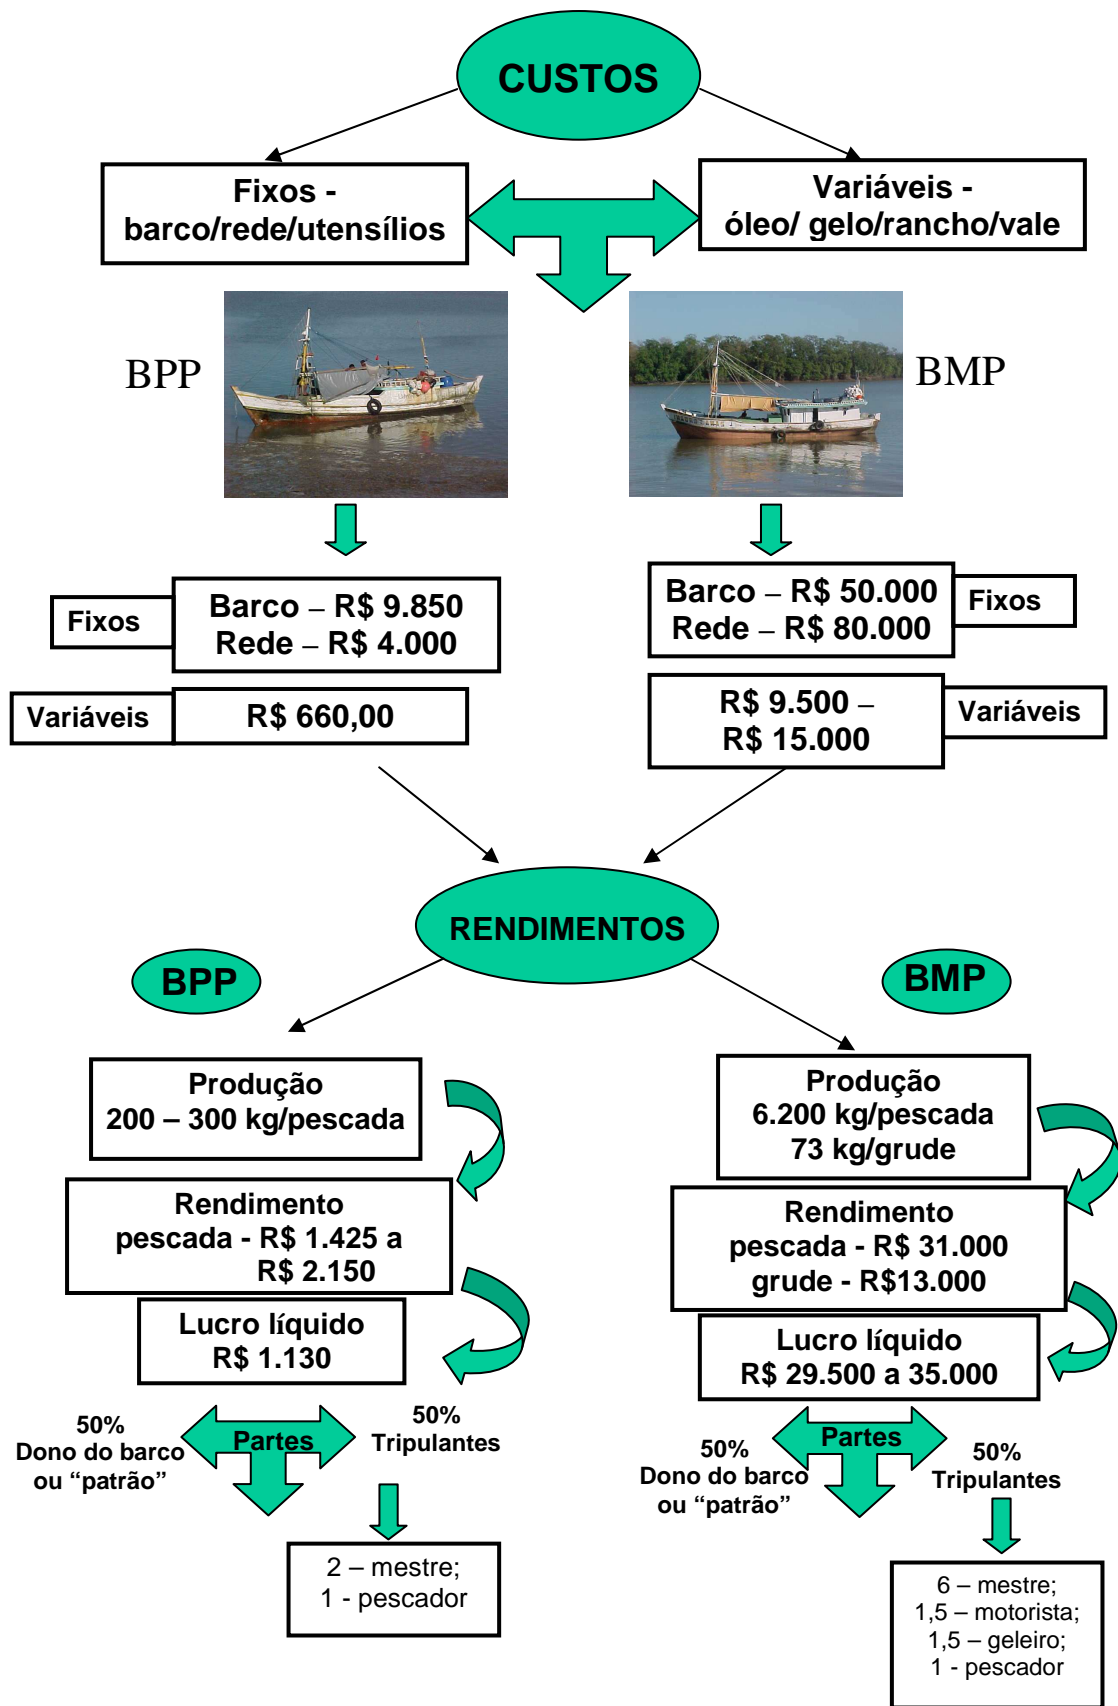 CUSTOS
Fixos -
barco/rede/utensílios
Variáveis -
óleo/ gelo/rancho/vale
BPP
BMP
Fixos
Barco – R$ 9.850
Rede – R$ 4.000
Barco – R$ 50.000
Rede – R$ 80.000
Fixos
Variáveis
R$ 660,00
R$ 9.500 –
R$ 15.000
Variáveis
RENDIMENTOS
BPP
BMP
Produção
200 – 300 kg/pescada
Rendimento
pescada - R$ 1.425 a
R$ 2.150
Lucro líquido
R$ 1.130
50%
Dono do barco
ou “patrão”
Partes
50%
Tripulantes
2 – mestre;
1 - pescador
Produção
6.200 kg/pescada
73 kg/grude
Rendimento
pescada - R$ 31.000
grude - R$13.000
Lucro líquido
R$ 29.500 a 35.000
50%
Dono do barco
ou “patrão”
Partes
50%
Tripulantes
6 – mestre;
1,5 – motorista;
1,5 – geleiro;
1 - pescador